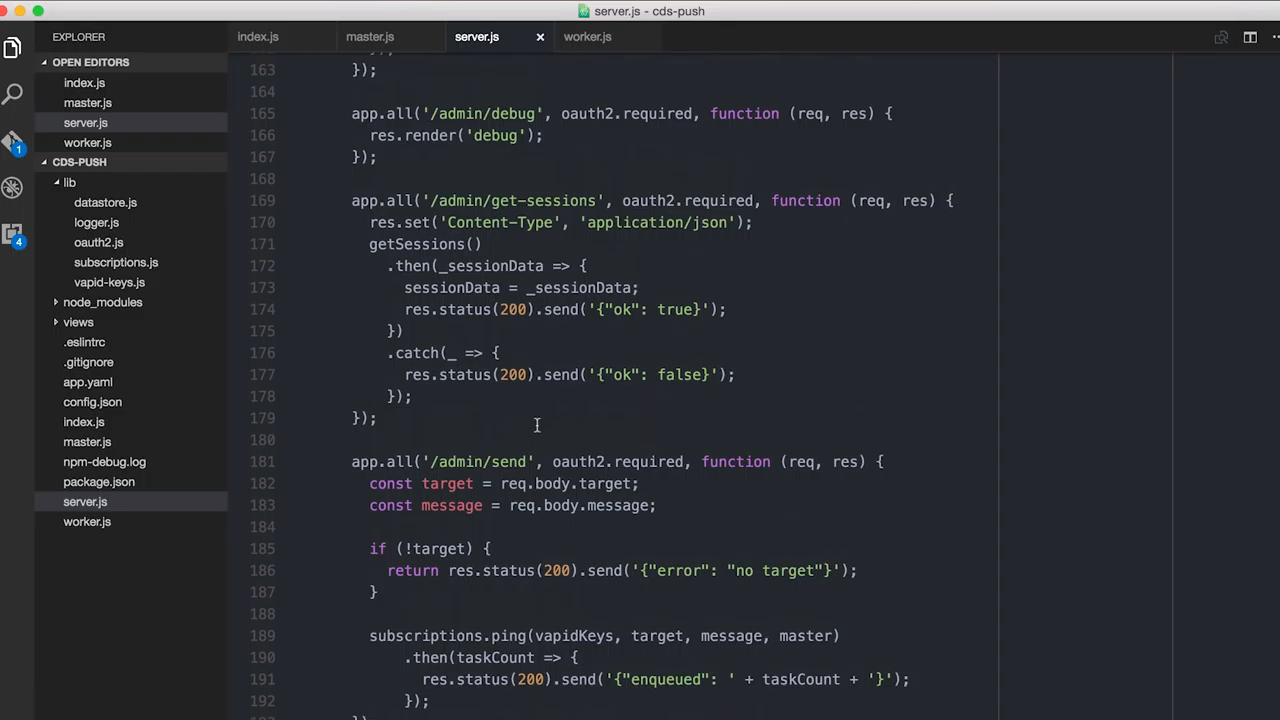 server.js - cds-push
EXPLORER
OPEN EDITORS
index.js
master.js
server.js
worker.js
CDS-PUSH
lib
datastore.js
logger.js
oauth2.js
subscriptions.js
vapid-keys.js
node_modules
views
.eslintrc
.gitignore
app.yaml
config.json
index.js
master.js
npm-debug.log
package.json
server.js
worker.js
1
4
index.js master.js server.js × worker.js
163 });
164
165 app.all('/admin/debug', oauth2.required, function (req, res) {
166 res.render('debug');
167 });
168
169 app.all('/admin/get-sessions', oauth2.required, function (req, res) {
170 res.set('Content-Type', 'application/json');
171 getSessions()
172 .then(_sessionData => {
173 sessionData = _sessionData;
174 res.status(200).send('{"ok": true}');
175 })
176 .catch(_ => {
177 res.status(200).send('{"ok": false}');
178 });
179 });
180
181 app.all('/admin/send', oauth2.required, function (req, res) {
182 const target = req.body.target;
183 const message = req.body.message;
184
185 if (!target) {
186 return res.status(200).send('{"error": "no target"}');
187 }
188
189 subscriptions.ping(vapidKeys, target, message, master)
190 .then(taskCount => {
191 res.status(200).send('{"enqueued": ' + taskCount + '}');
192 });